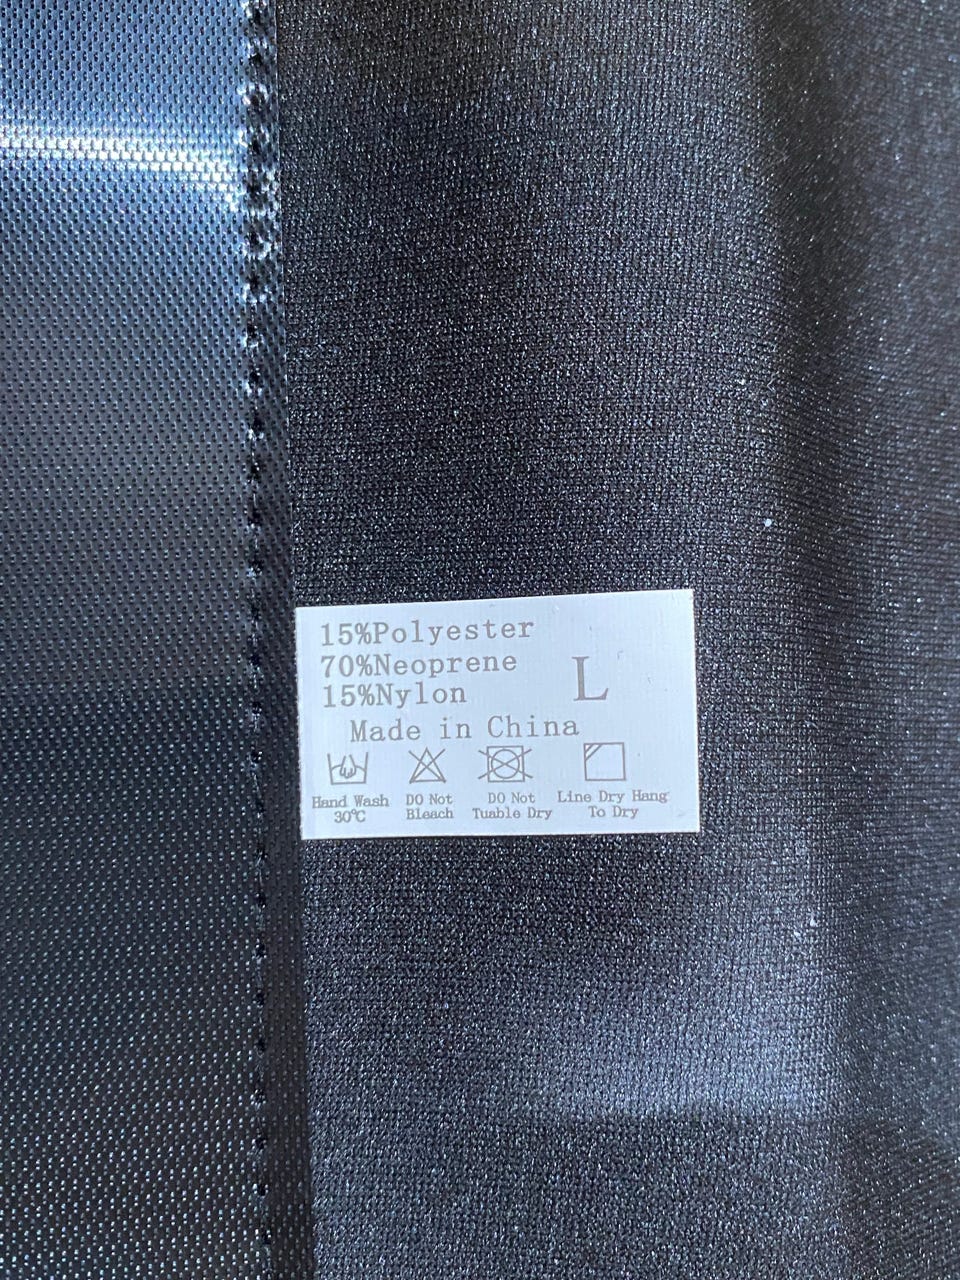 15%Polyester
70%Neoprene
15%Nylon
L
Made in China
Hand Wash
30℃
DO Not
Bleach
DO Not
Tuable Dry
Line Dry Hang
To Dry